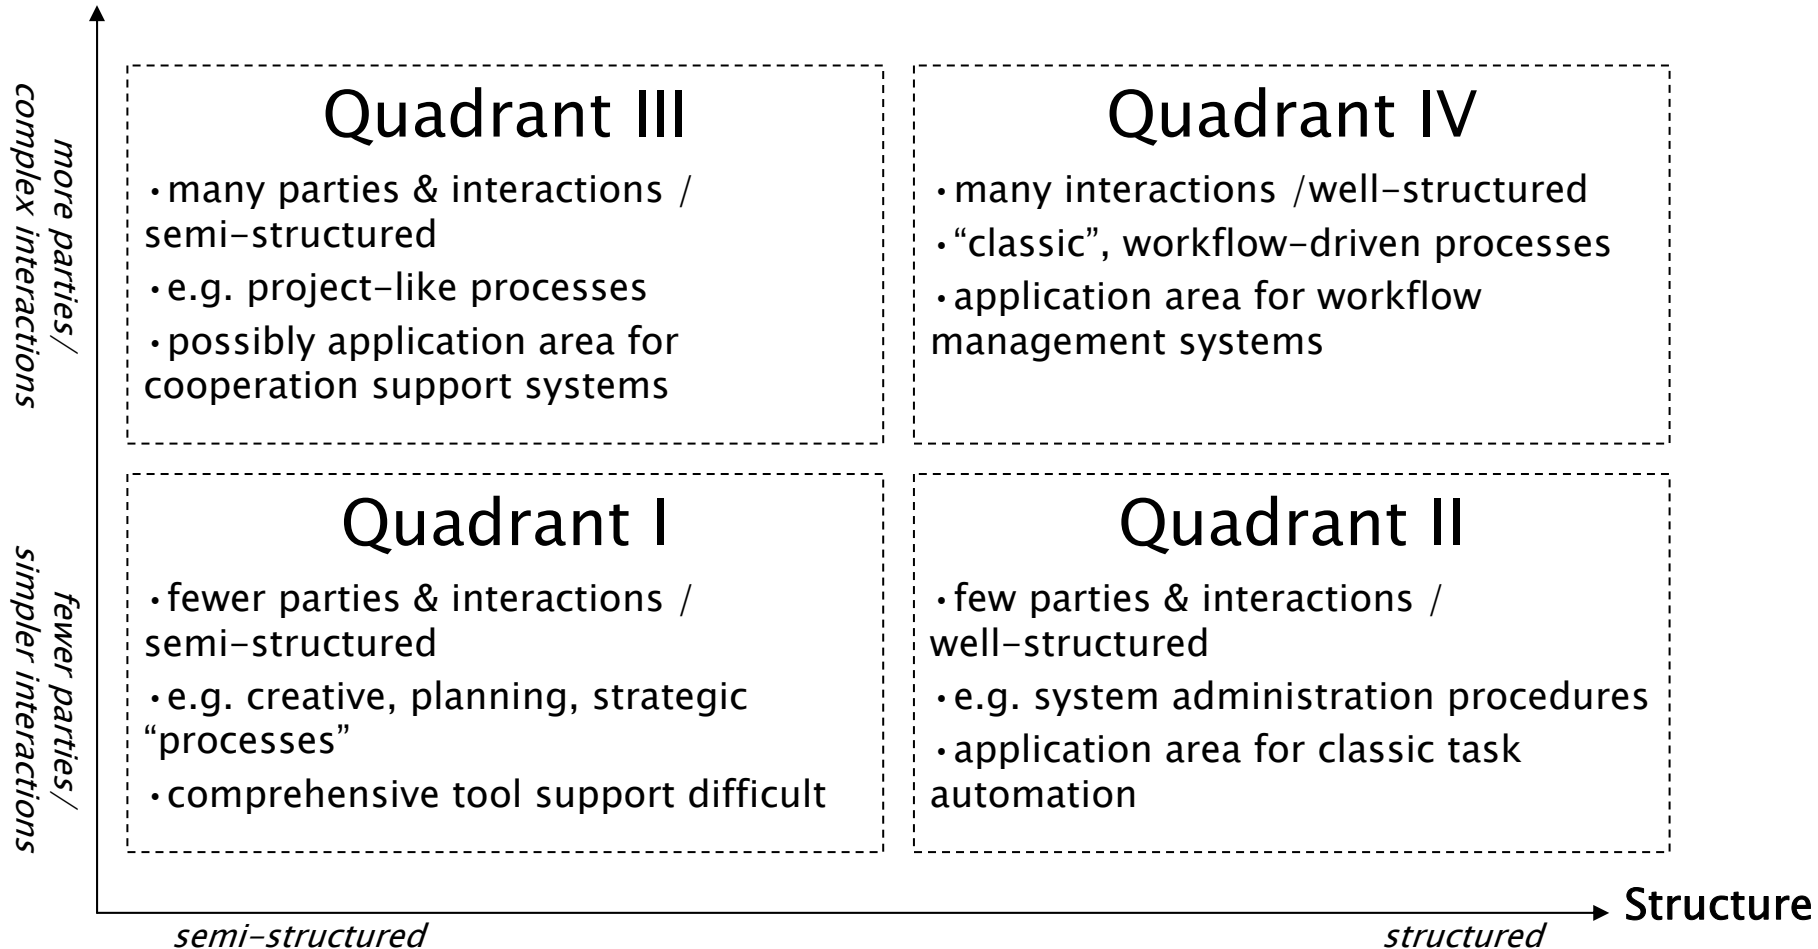 more parties/
complex interactions
Quadrant III
•many parties & interactions /
semi-structured
•e.g. project-like processes
•possibly application area for
cooperation support systems
Quadrant IV
•many interactions /well-structured
•“classic”, workflow-driven processes
•application area for workflow
management systems
fewer parties/
simpler interactions
Quadrant I
•fewer parties & interactions /
semi-structured
•e.g. creative, planning, strategic
“processes”
•comprehensive tool support difficult
Quadrant II
•few parties & interactions /
well-structured
•e.g. system administration procedures
•application area for classic task
automation
Structure
semi-structured
structured